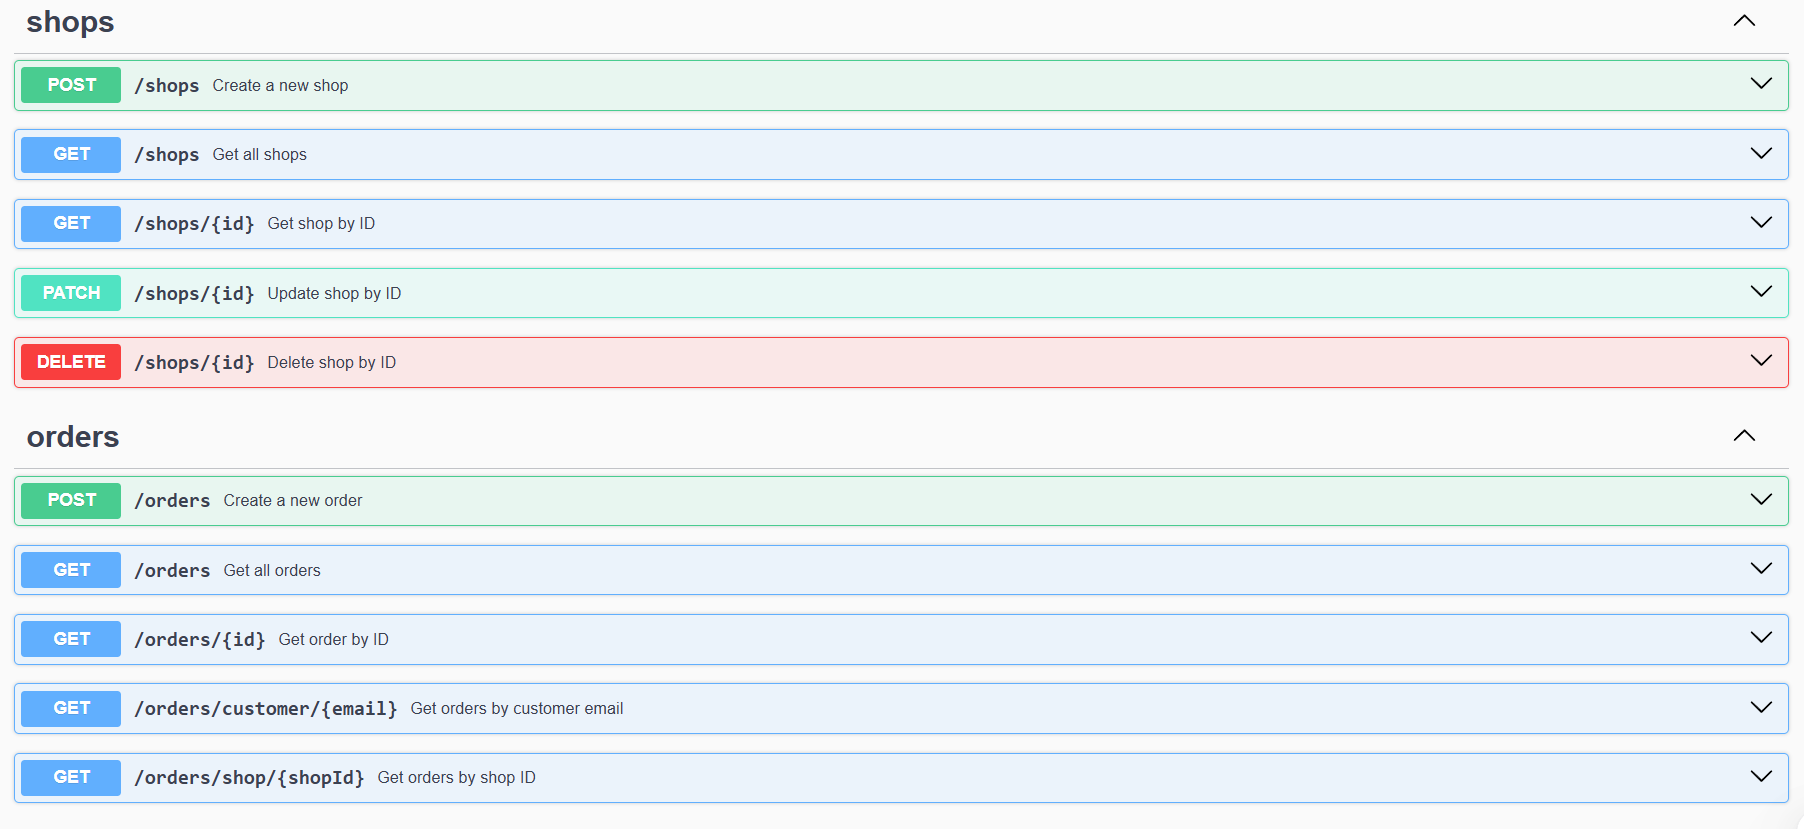 shops
POST /shops Create a new shop
GET /shops Get all shops
GET /shops/{id} Get shop by ID
PATCH /shops/{id} Update shop by ID
DELETE /shops/{id} Delete shop by ID
orders
POST /orders Create a new order
GET /orders Get all orders
GET /orders/{id} Get order by ID
GET /orders/customer/{email} Get orders by customer email
GET /orders/shop/{shopId} Get orders by shop ID